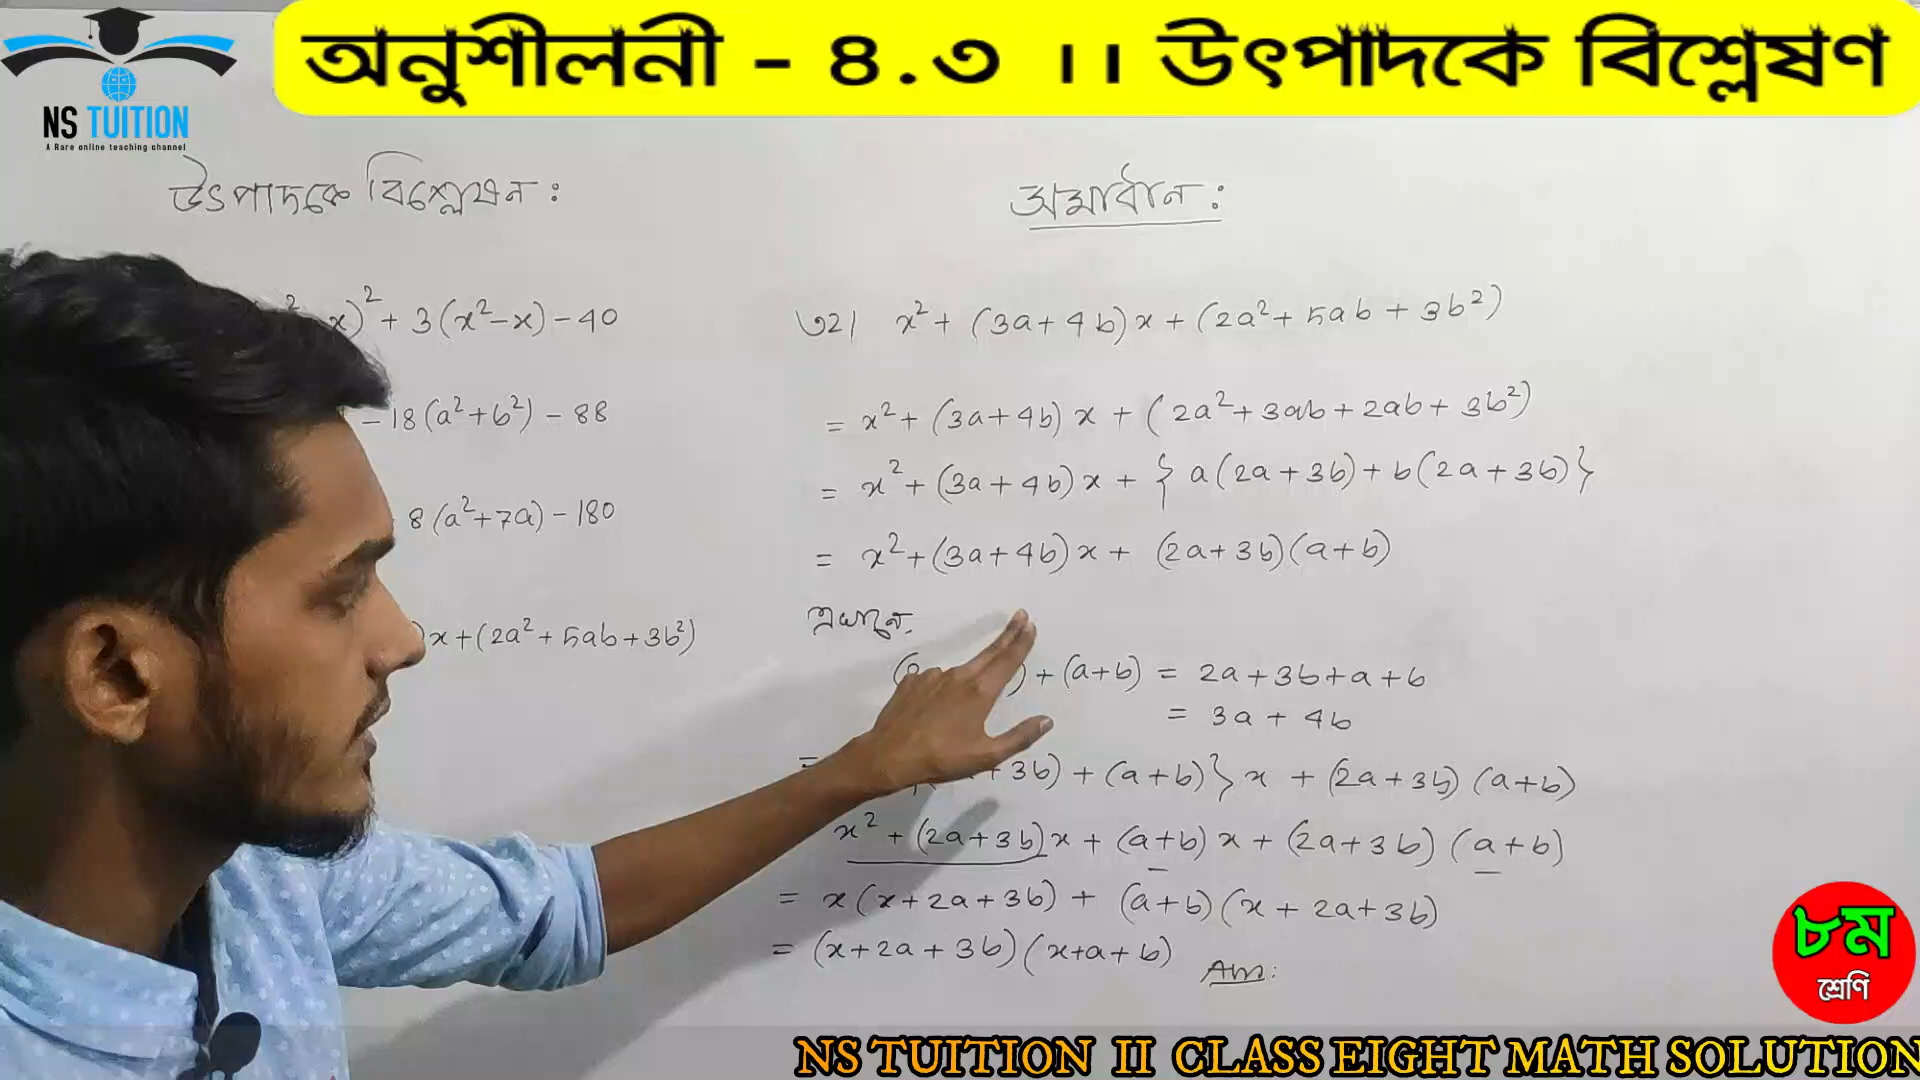 অনুশীলনী - ৪.৩ ।। উৎপাদকে বিশ্লেষণ
NS TUITION
A Rare online teaching channel
উৎপাদকে বিশ্লেষন :
x)² + 3(x²-x) - 40
- 18(a²+b²) - 88
8(a²+7a) - 180
)x + (2a² + 5ab + 3b²)
সমাধান :
৩2। x² + (3a + 4b)x + (2a² + 5ab + 3b²)
= x² + (3a + 4b)x + (2a² + 3ab + 2ab + 3b²)
= x² + (3a + 4b)x + { a(2a + 3b) + b(2a + 3b)}
= x² + (3a + 4b)x + (2a + 3b)(a + b)
এখানে,
) + (a+b) = 2a + 3b + a + b
= 3a + 4b
= + 3b) + (a + b)} x + (2a + 3b) (a + b)
x² + (2a + 3b)x + (a + b)x + (2a + 3b) (a + b)
= x(x + 2a + 3b) + (a + b)(x + 2a + 3b)
= (x + 2a + 3b)(x + a + b) Ans:
৮ম
শ্রেণি
NS TUITION II CLASS EIGHT MATH SOLUTION